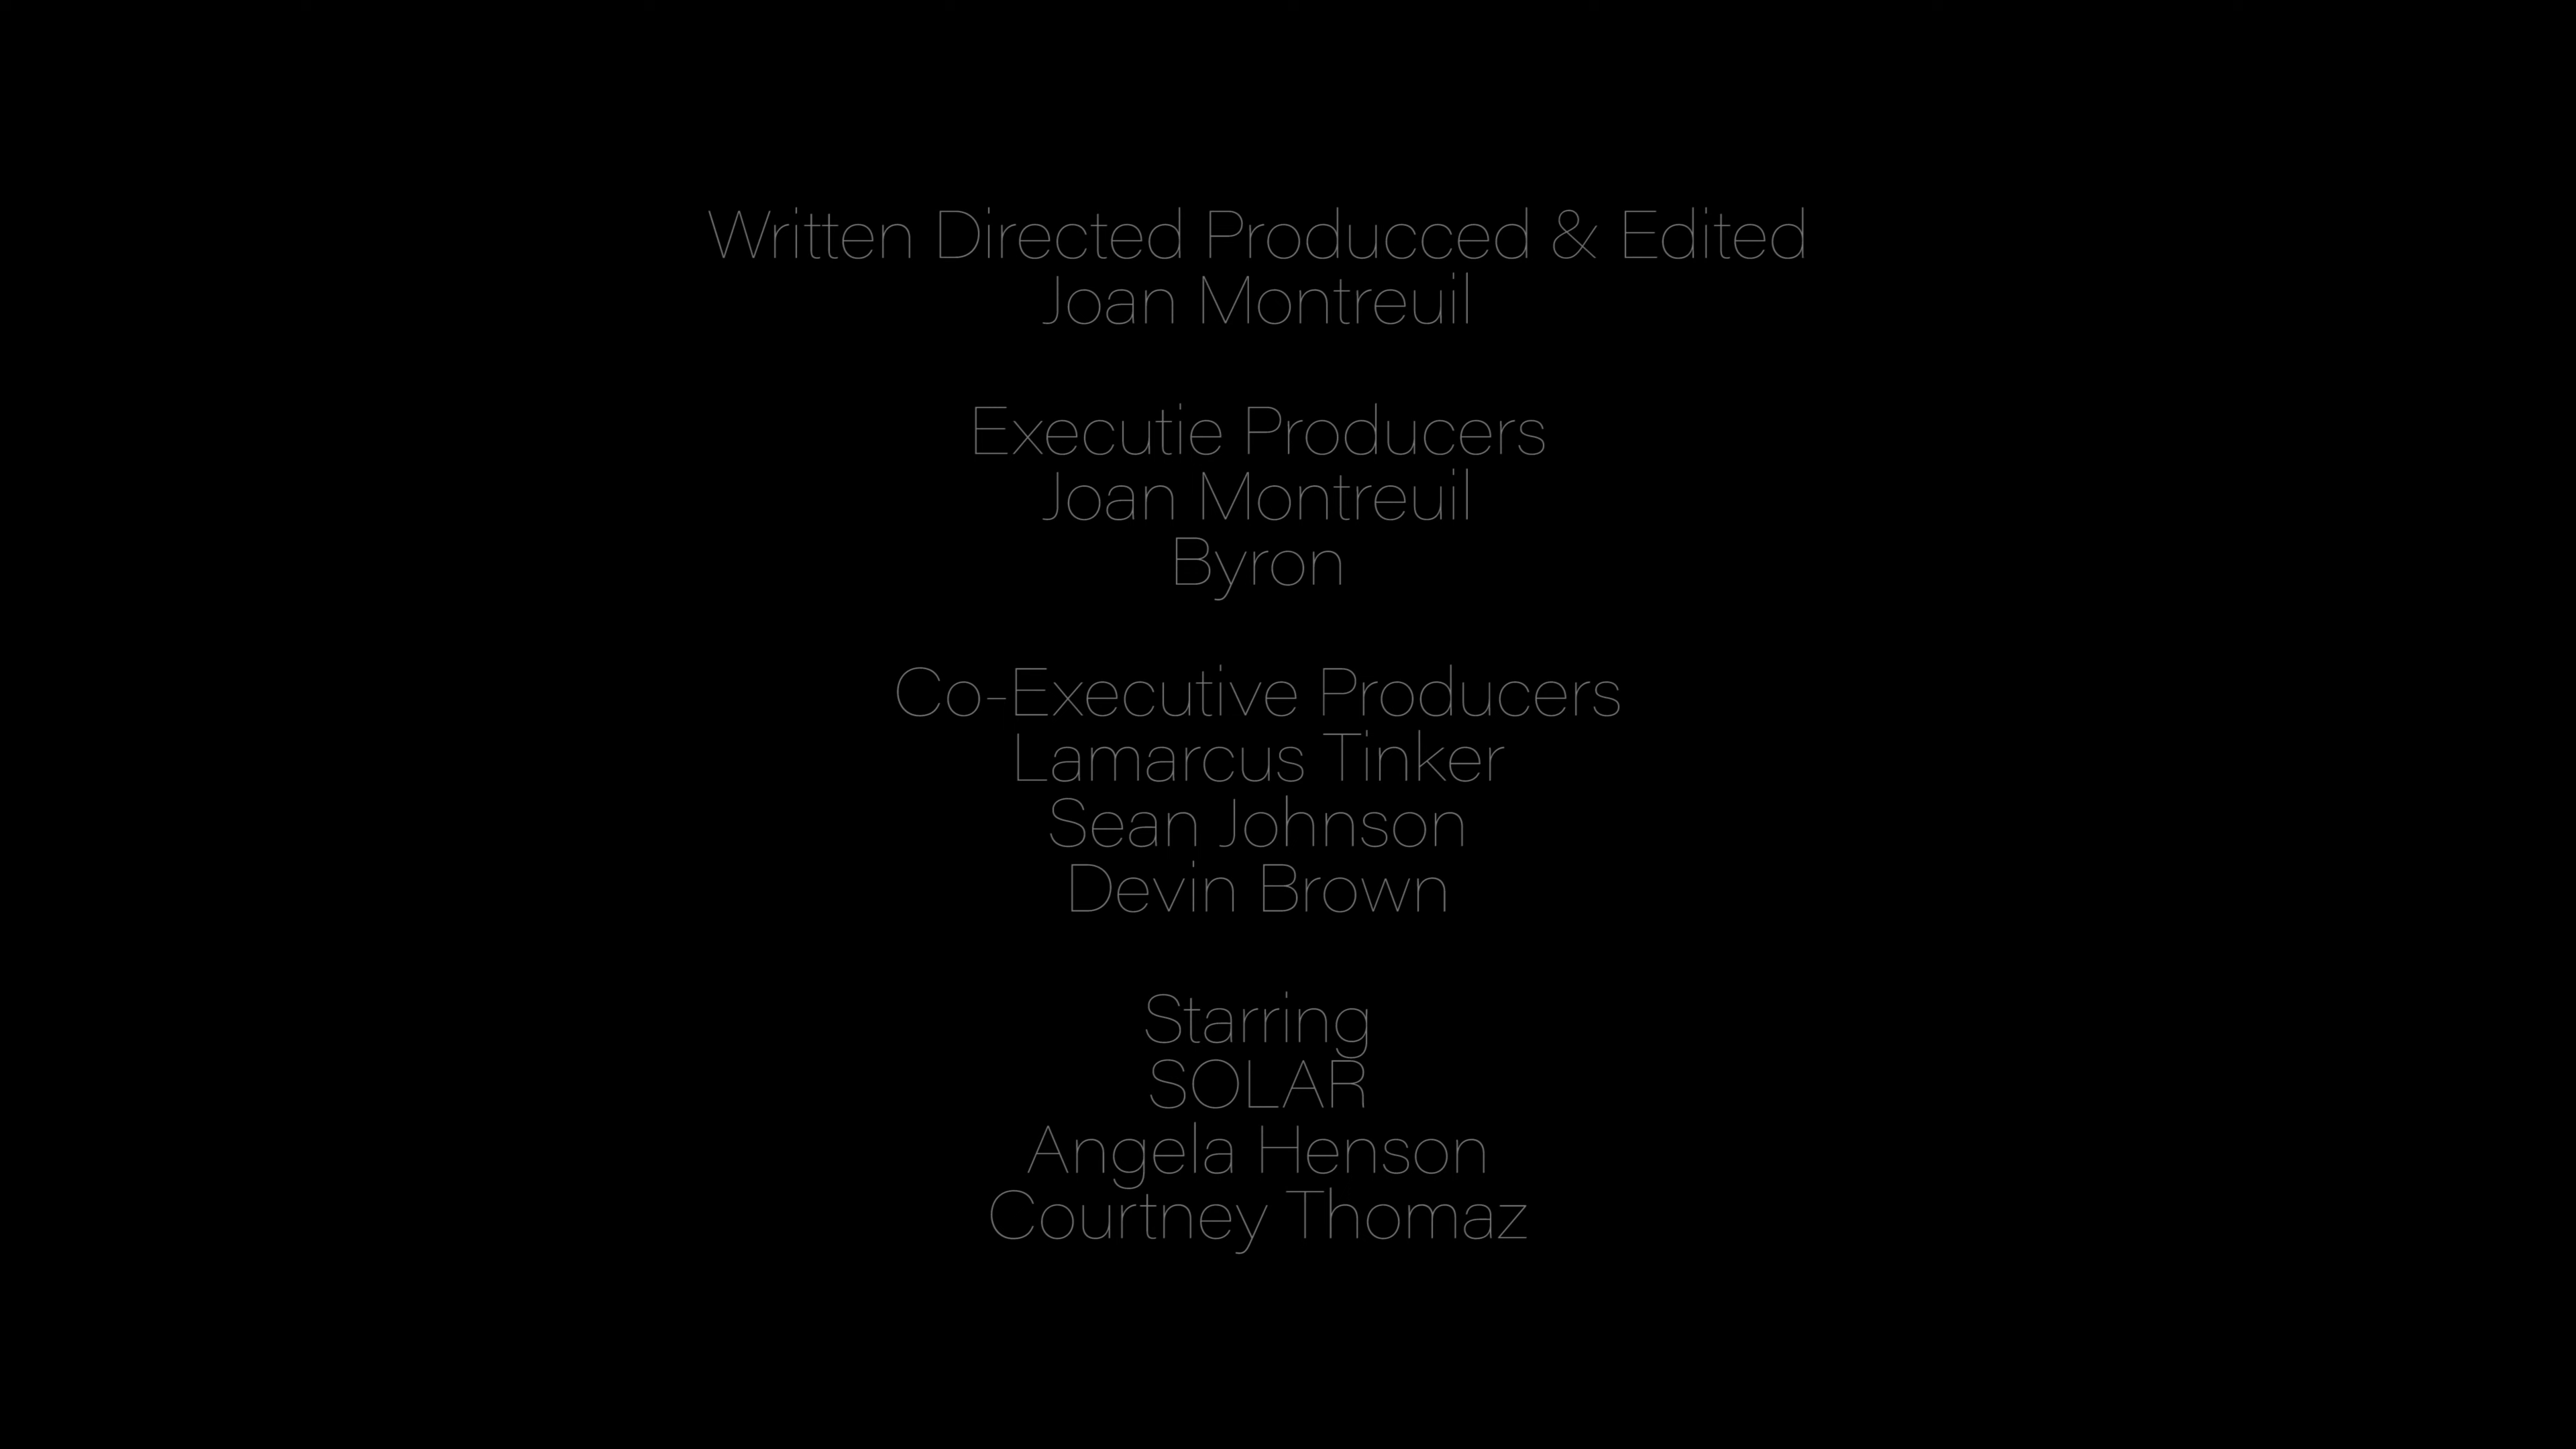 Written Directed Producced & Edited
Joan Montreuil
Executie Producers
Joan Montreuil
Byron
Co-Executive Producers
Lamarcus Tinker
Sean Johnson
Devin Brown
Starring
SOLAR
Angela Henson
Courtney Thomaz